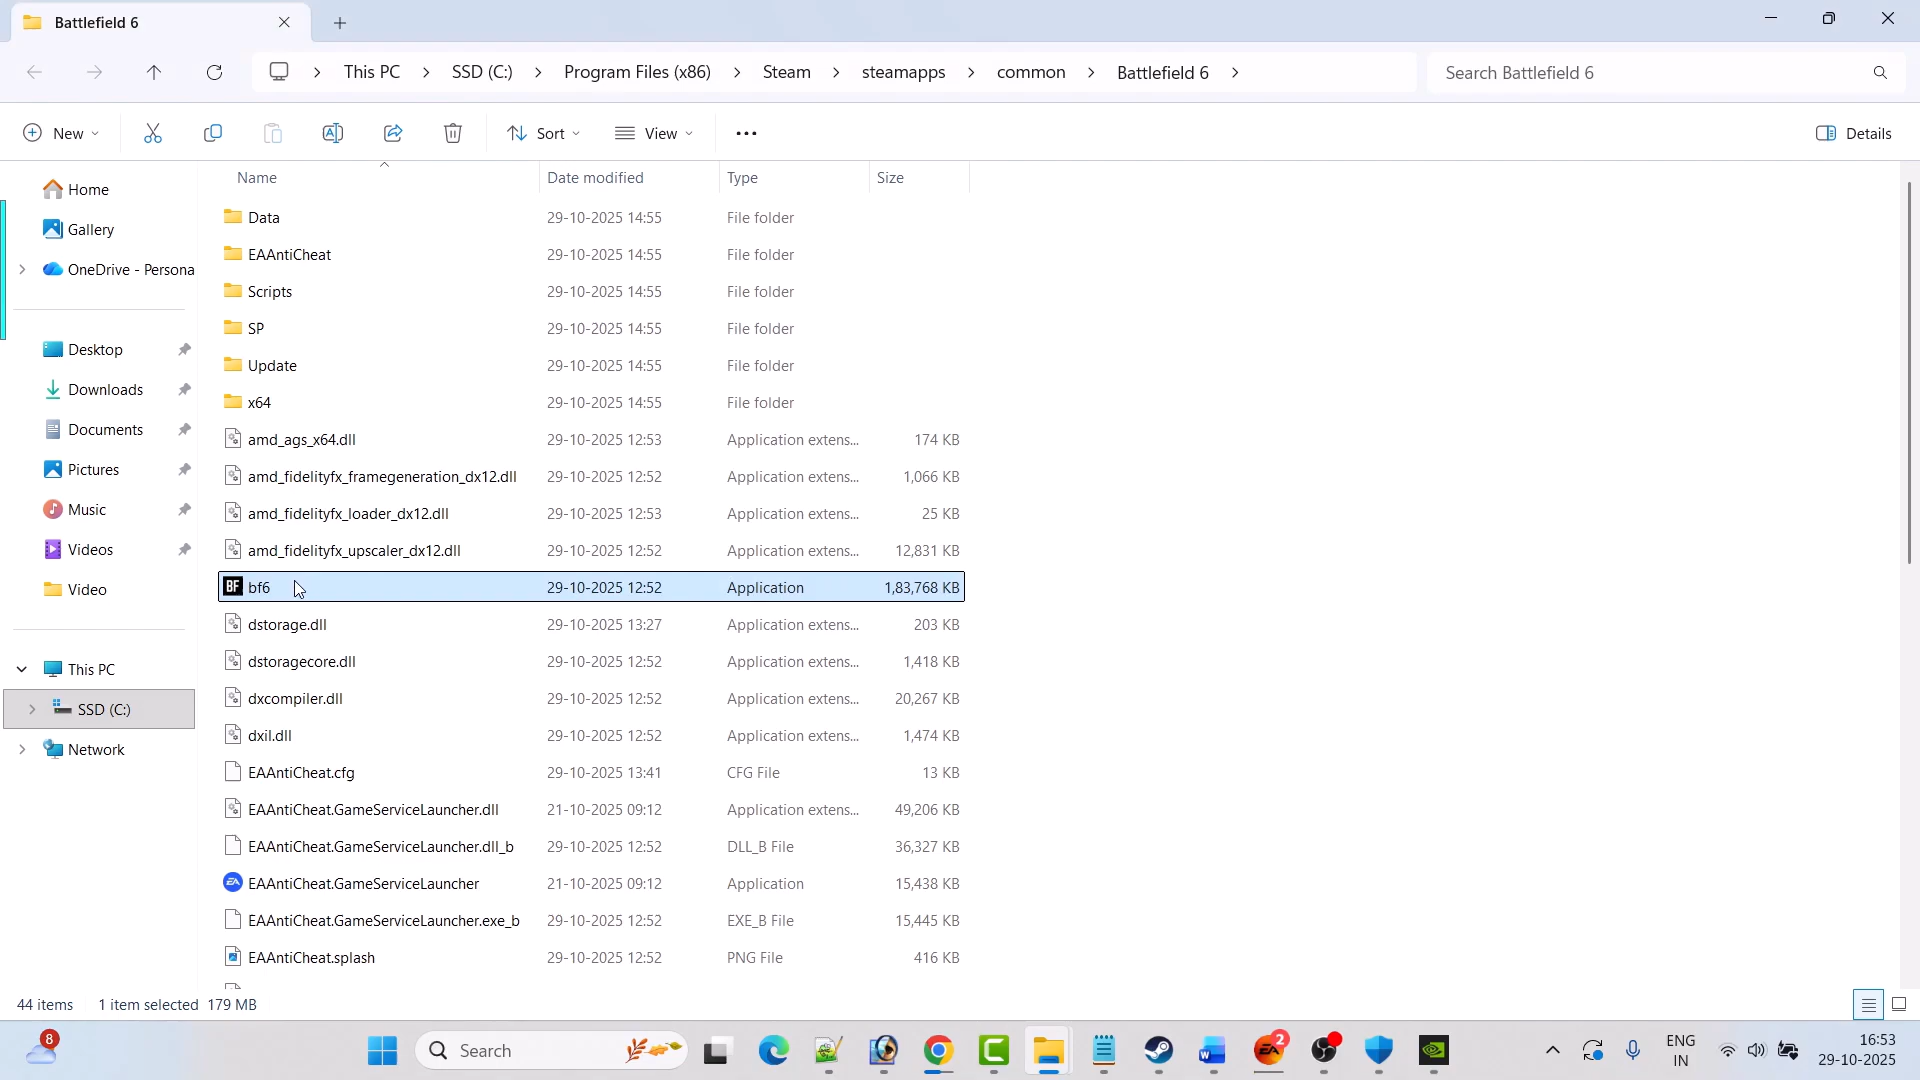 Battlefield 6
This PC
SSD (C:)
Program Files (x86)
Steam
steamapps
common
Battlefield 6
Search Battlefield 6
New
Sort
View
Details
Name
Date modified
Type
Size
Home
Gallery
OneDrive - Persona
Desktop
Downloads
Documents
Pictures
Music
Videos
Video
This PC
SSD (C:)
Network
Data 29-10-2025 14:55 File folder
EAAntiCheat 29-10-2025 14:55 File folder
Scripts 29-10-2025 14:55 File folder
SP 29-10-2025 14:55 File folder
Update 29-10-2025 14:55 File folder
x64 29-10-2025 14:55 File folder
amd_ags_x64.dll 29-10-2025 12:53 Application extens... 174 KB
amd_fidelityfx_framegeneration_dx12.dll 29-10-2025 12:52 Application extens... 1,066 KB
amd_fidelityfx_loader_dx12.dll 29-10-2025 12:53 Application extens... 25 KB
amd_fidelityfx_upscaler_dx12.dll 29-10-2025 12:52 Application extens... 12,831 KB
BF bf6 29-10-2025 12:52 Application 1,83,768 KB
dstorage.dll 29-10-2025 13:27 Application extens... 203 KB
dstoragecore.dll 29-10-2025 12:52 Application extens... 1,418 KB
dxcompiler.dll 29-10-2025 12:52 Application extens... 20,267 KB
dxil.dll 29-10-2025 12:52 Application extens... 1,474 KB
EAAntiCheat.cfg 29-10-2025 13:41 CFG File 13 KB
EAAntiCheat.GameServiceLauncher.dll 21-10-2025 09:12 Application extens... 49,206 KB
EAAntiCheat.GameServiceLauncher.dll_b 29-10-2025 12:52 DLL_B File 36,327 KB
EA EAAntiCheat.GameServiceLauncher 21-10-2025 09:12 Application 15,438 KB
EAAntiCheat.GameServiceLauncher.exe_b 29-10-2025 12:52 EXE_B File 15,445 KB
EAAntiCheat.splash 29-10-2025 12:52 PNG File 416 KB
44 items 1 item selected 179 MB
8
Search
2
ENG
IN
16:53
29-10-2025